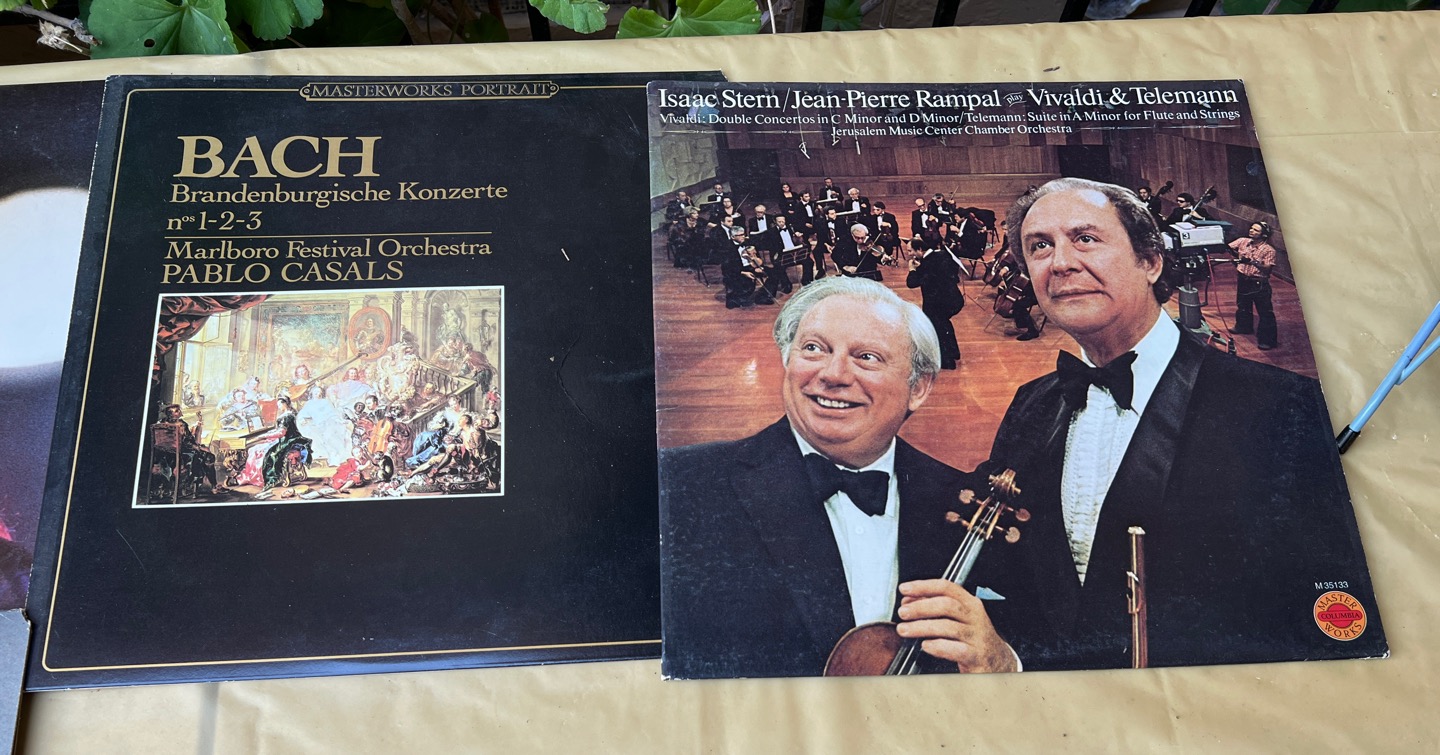 MASTERWORKS PORTRAIT
BACH
Brandenburgische Konzerte
nos 1-2-3
Marlboro Festival Orchestra
PABLO CASALS
Isaac Stern/Jean-Pierre Rampal play Vivaldi & Telemann
Vivaldi: Double Concertos in C Minor and D Minor/Telemann: Suite in A Minor for Flute and Strings
Jerusalem Music Center Chamber Orchestra
3
M 35133
MASTER
COLUMBIA
WORKS